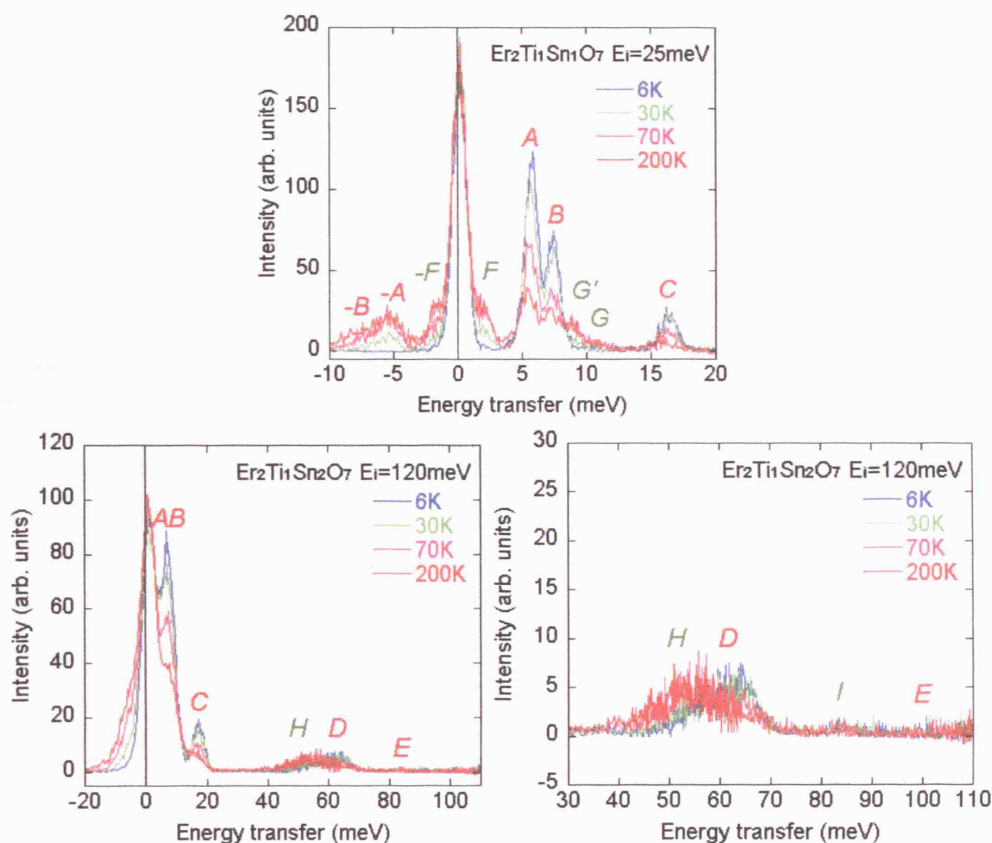 Er2Ti1Sn1O7 Ei=25meV
6K
30K
70K
200K
A
B
C
-F
F
G'
G
-A
-B
200
150
100
50
0
-10 -5 0 5 10 15 20
Intensity (arb. units)
Energy transfer (meV)
Er2Ti1Sn2O7 Ei=120meV
6K
30K
70K
200K
AB
C
H
D
E
120
100
80
60
40
20
0
-20 0 20 40 60 80 100
Intensity (arb. units)
Energy transfer (meV)
Er2Ti1Sn2O7 Ei=120meV
6K
30K
70K
200K
H
D
I
E
30
25
20
15
10
5
0
-5
30 40 50 60 70 80 90 100 110
Intensity (arb. units)
Energy transfer (meV)